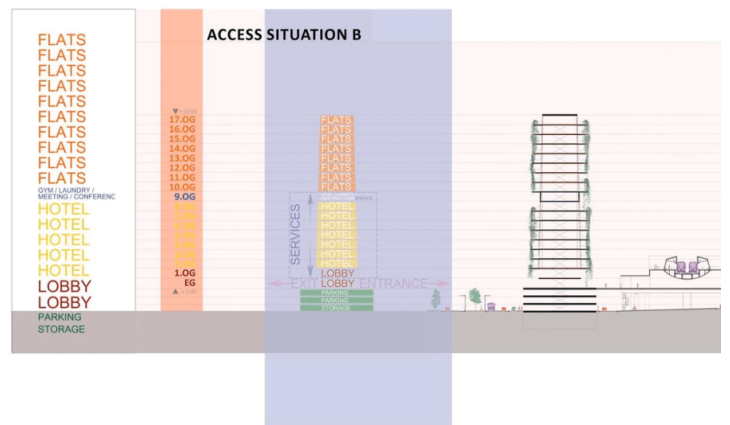 ACCESS SITUATION B
FLATS
FLATS
FLATS
FLATS
FLATS
FLATS
FLATS
FLATS
FLATS
FLATS
GYM / LAUNDRY /
MEETING / CONFERENC
HOTEL
HOTEL
HOTEL
HOTEL
HOTEL
LOBBY
LOBBY
PARKING
STORAGE
17.OG
16.OG
15.OG
14.OG
13.OG
12.OG
11.OG
10.OG
9.OG
1.OG
EG
FLATS
FLATS
FLATS
FLATS
FLATS
FLATS
FLATS
FLATS
SERVICES
HOTEL
HOTEL
HOTEL
HOTEL
HOTEL
HOTEL
HOTEL
LOBBY
EXIT LOBBY ENTRANCE
PARKING
PARKING
STORAGE